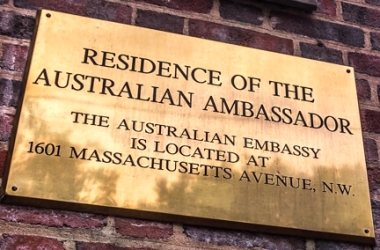 RESIDENCE OF THE
AUSTRALIAN AMBASSADOR
THE AUSTRALIAN EMBASSY
IS LOCATED AT
1601 MASSACHUSETTS AVENUE, N.W.